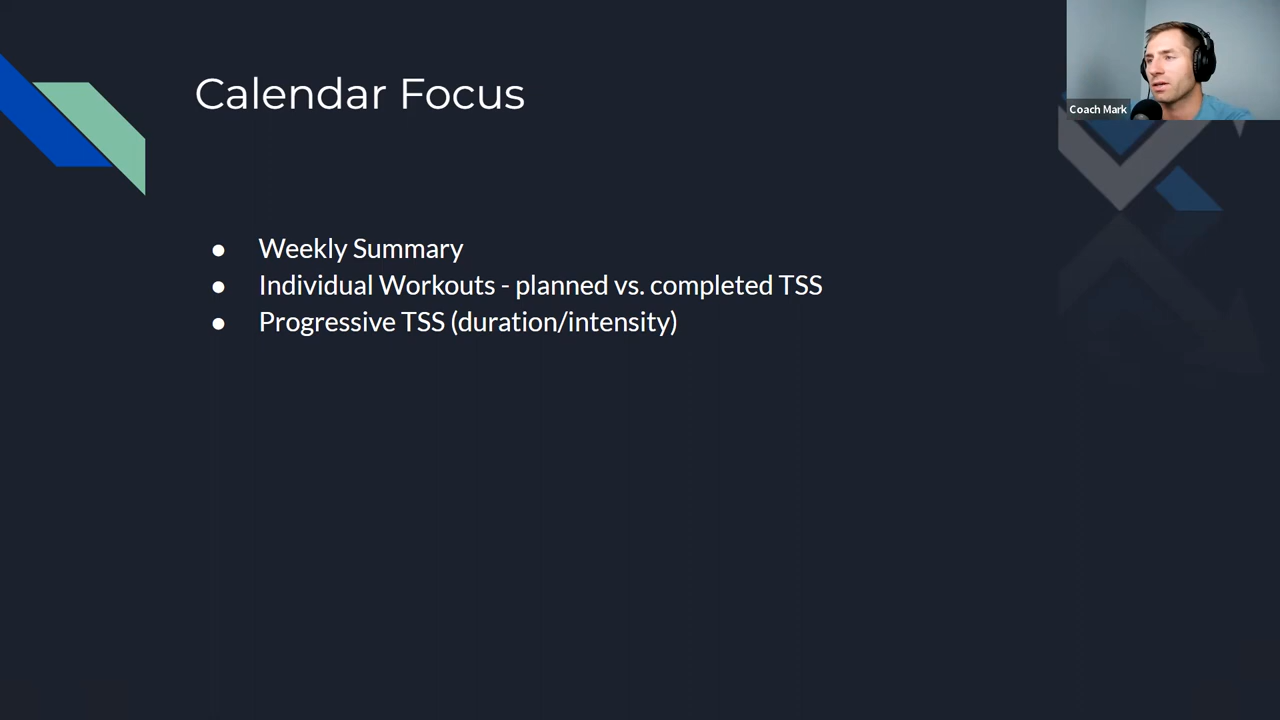 Calendar Focus
Coach Mark
● Weekly Summary
● Individual Workouts - planned vs. completed TSS
● Progressive TSS (duration/intensity)